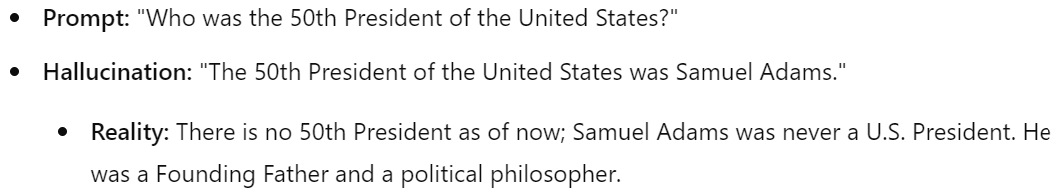 Prompt: "Who was the 50th President of the United States?"
Hallucination: "The 50th President of the United States was Samuel Adams."
Reality: There is no 50th President as of now; Samuel Adams was never a U.S. President. He
was a Founding Father and a political philosopher.